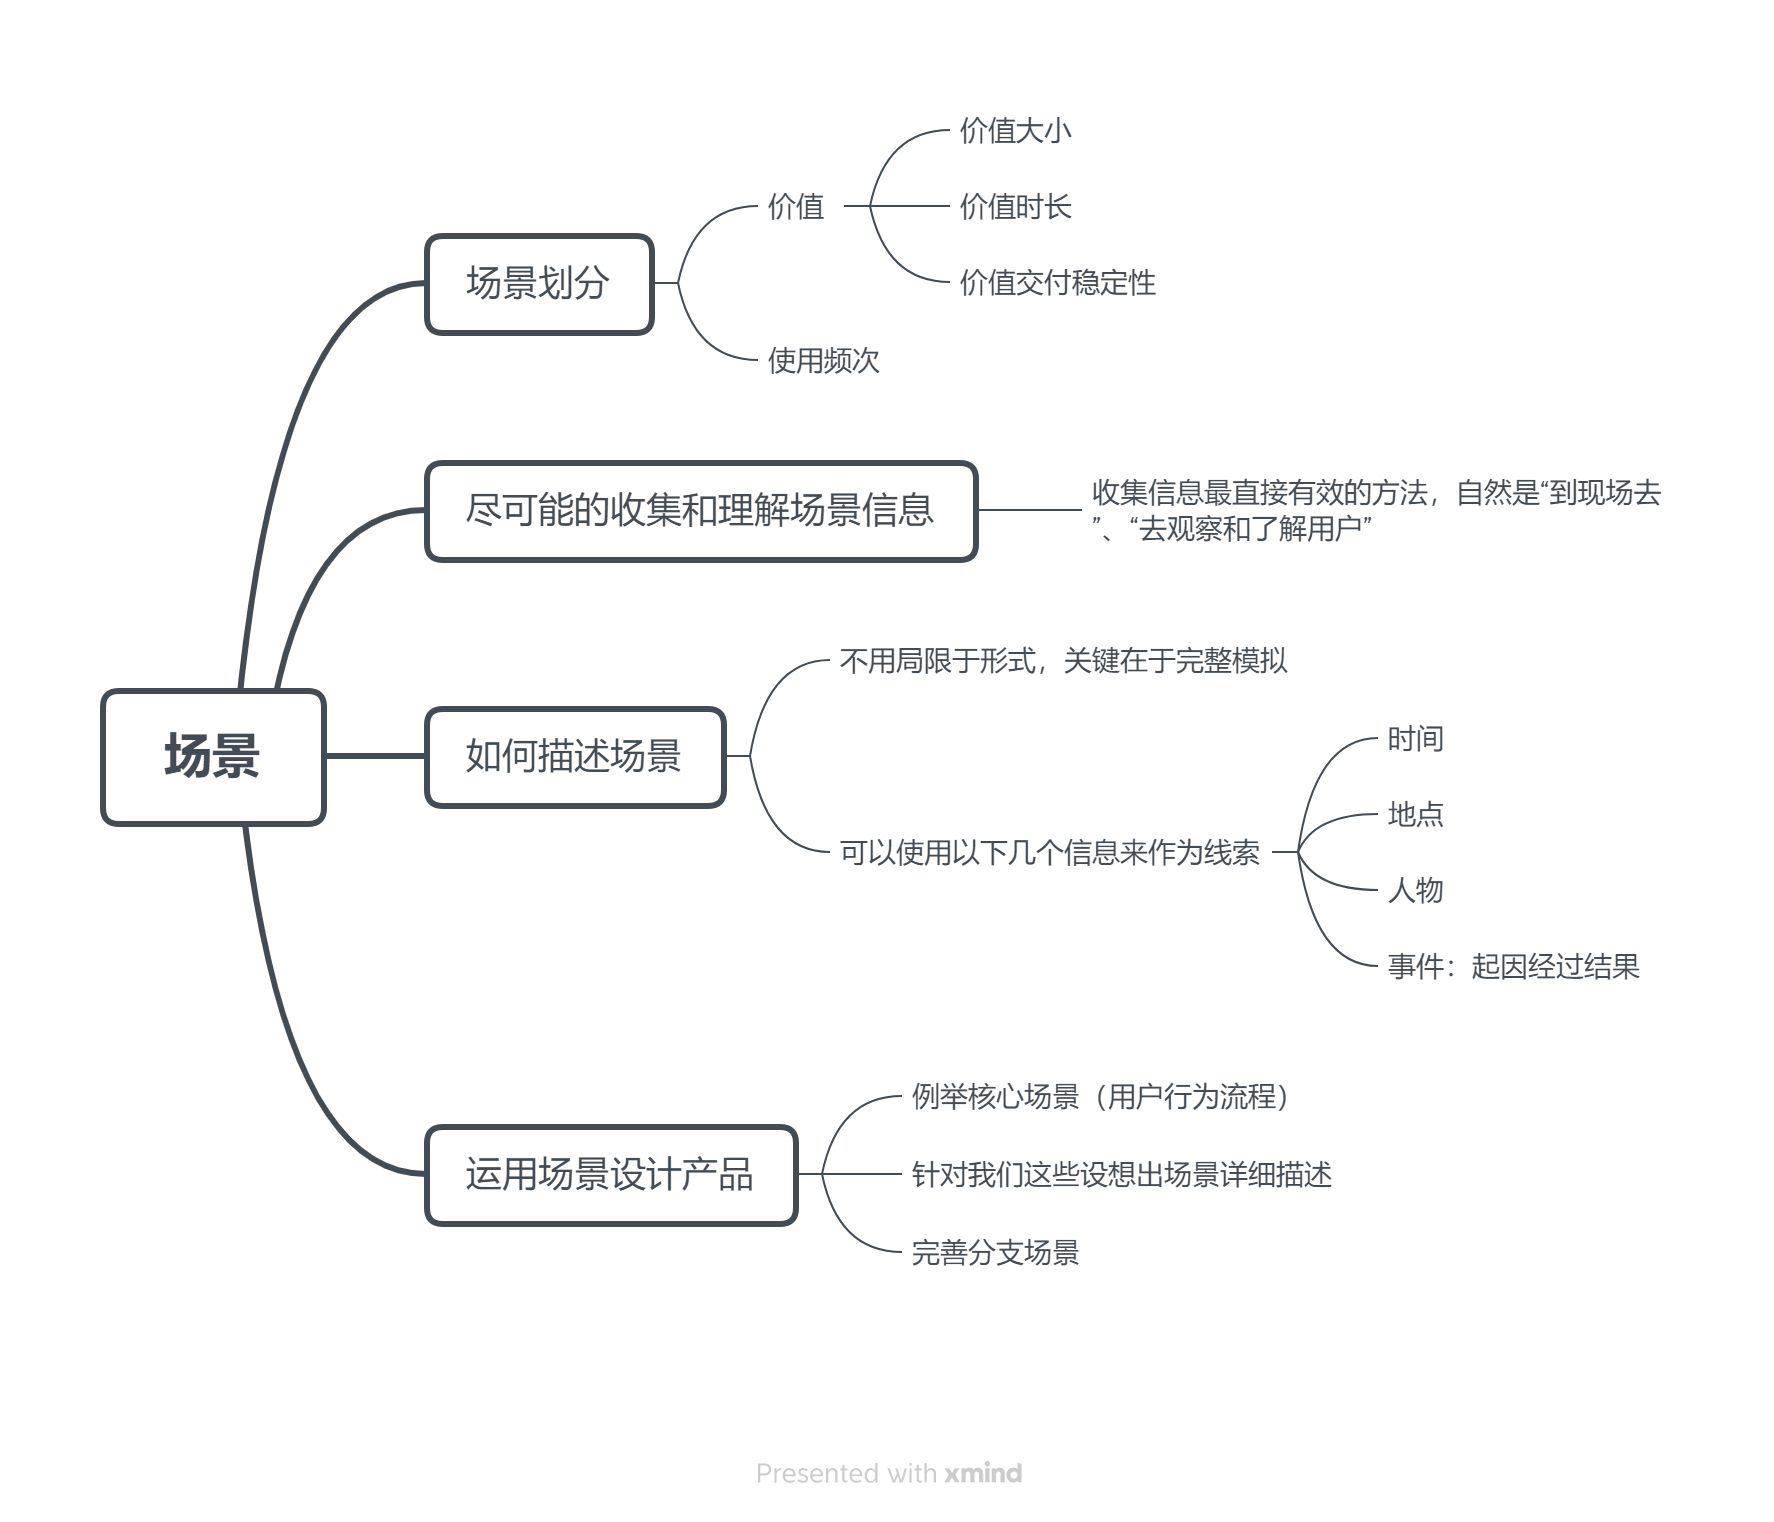 场景
场景划分
价值
价值大小
价值时长
价值交付稳定性
使用频次
尽可能的收集和理解场景信息
收集信息最直接有效的方法，自然是“到现场去
”、“去观察和了解用户”
如何描述场景
不用局限于形式，关键在于完整模拟
可以使用以下几个信息来作为线索
时间
地点
人物
事件：起因经过结果
运用场景设计产品
例举核心场景（用户行为流程）
针对我们这些设想出场景详细描述
完善分支场景
Presented with xmind